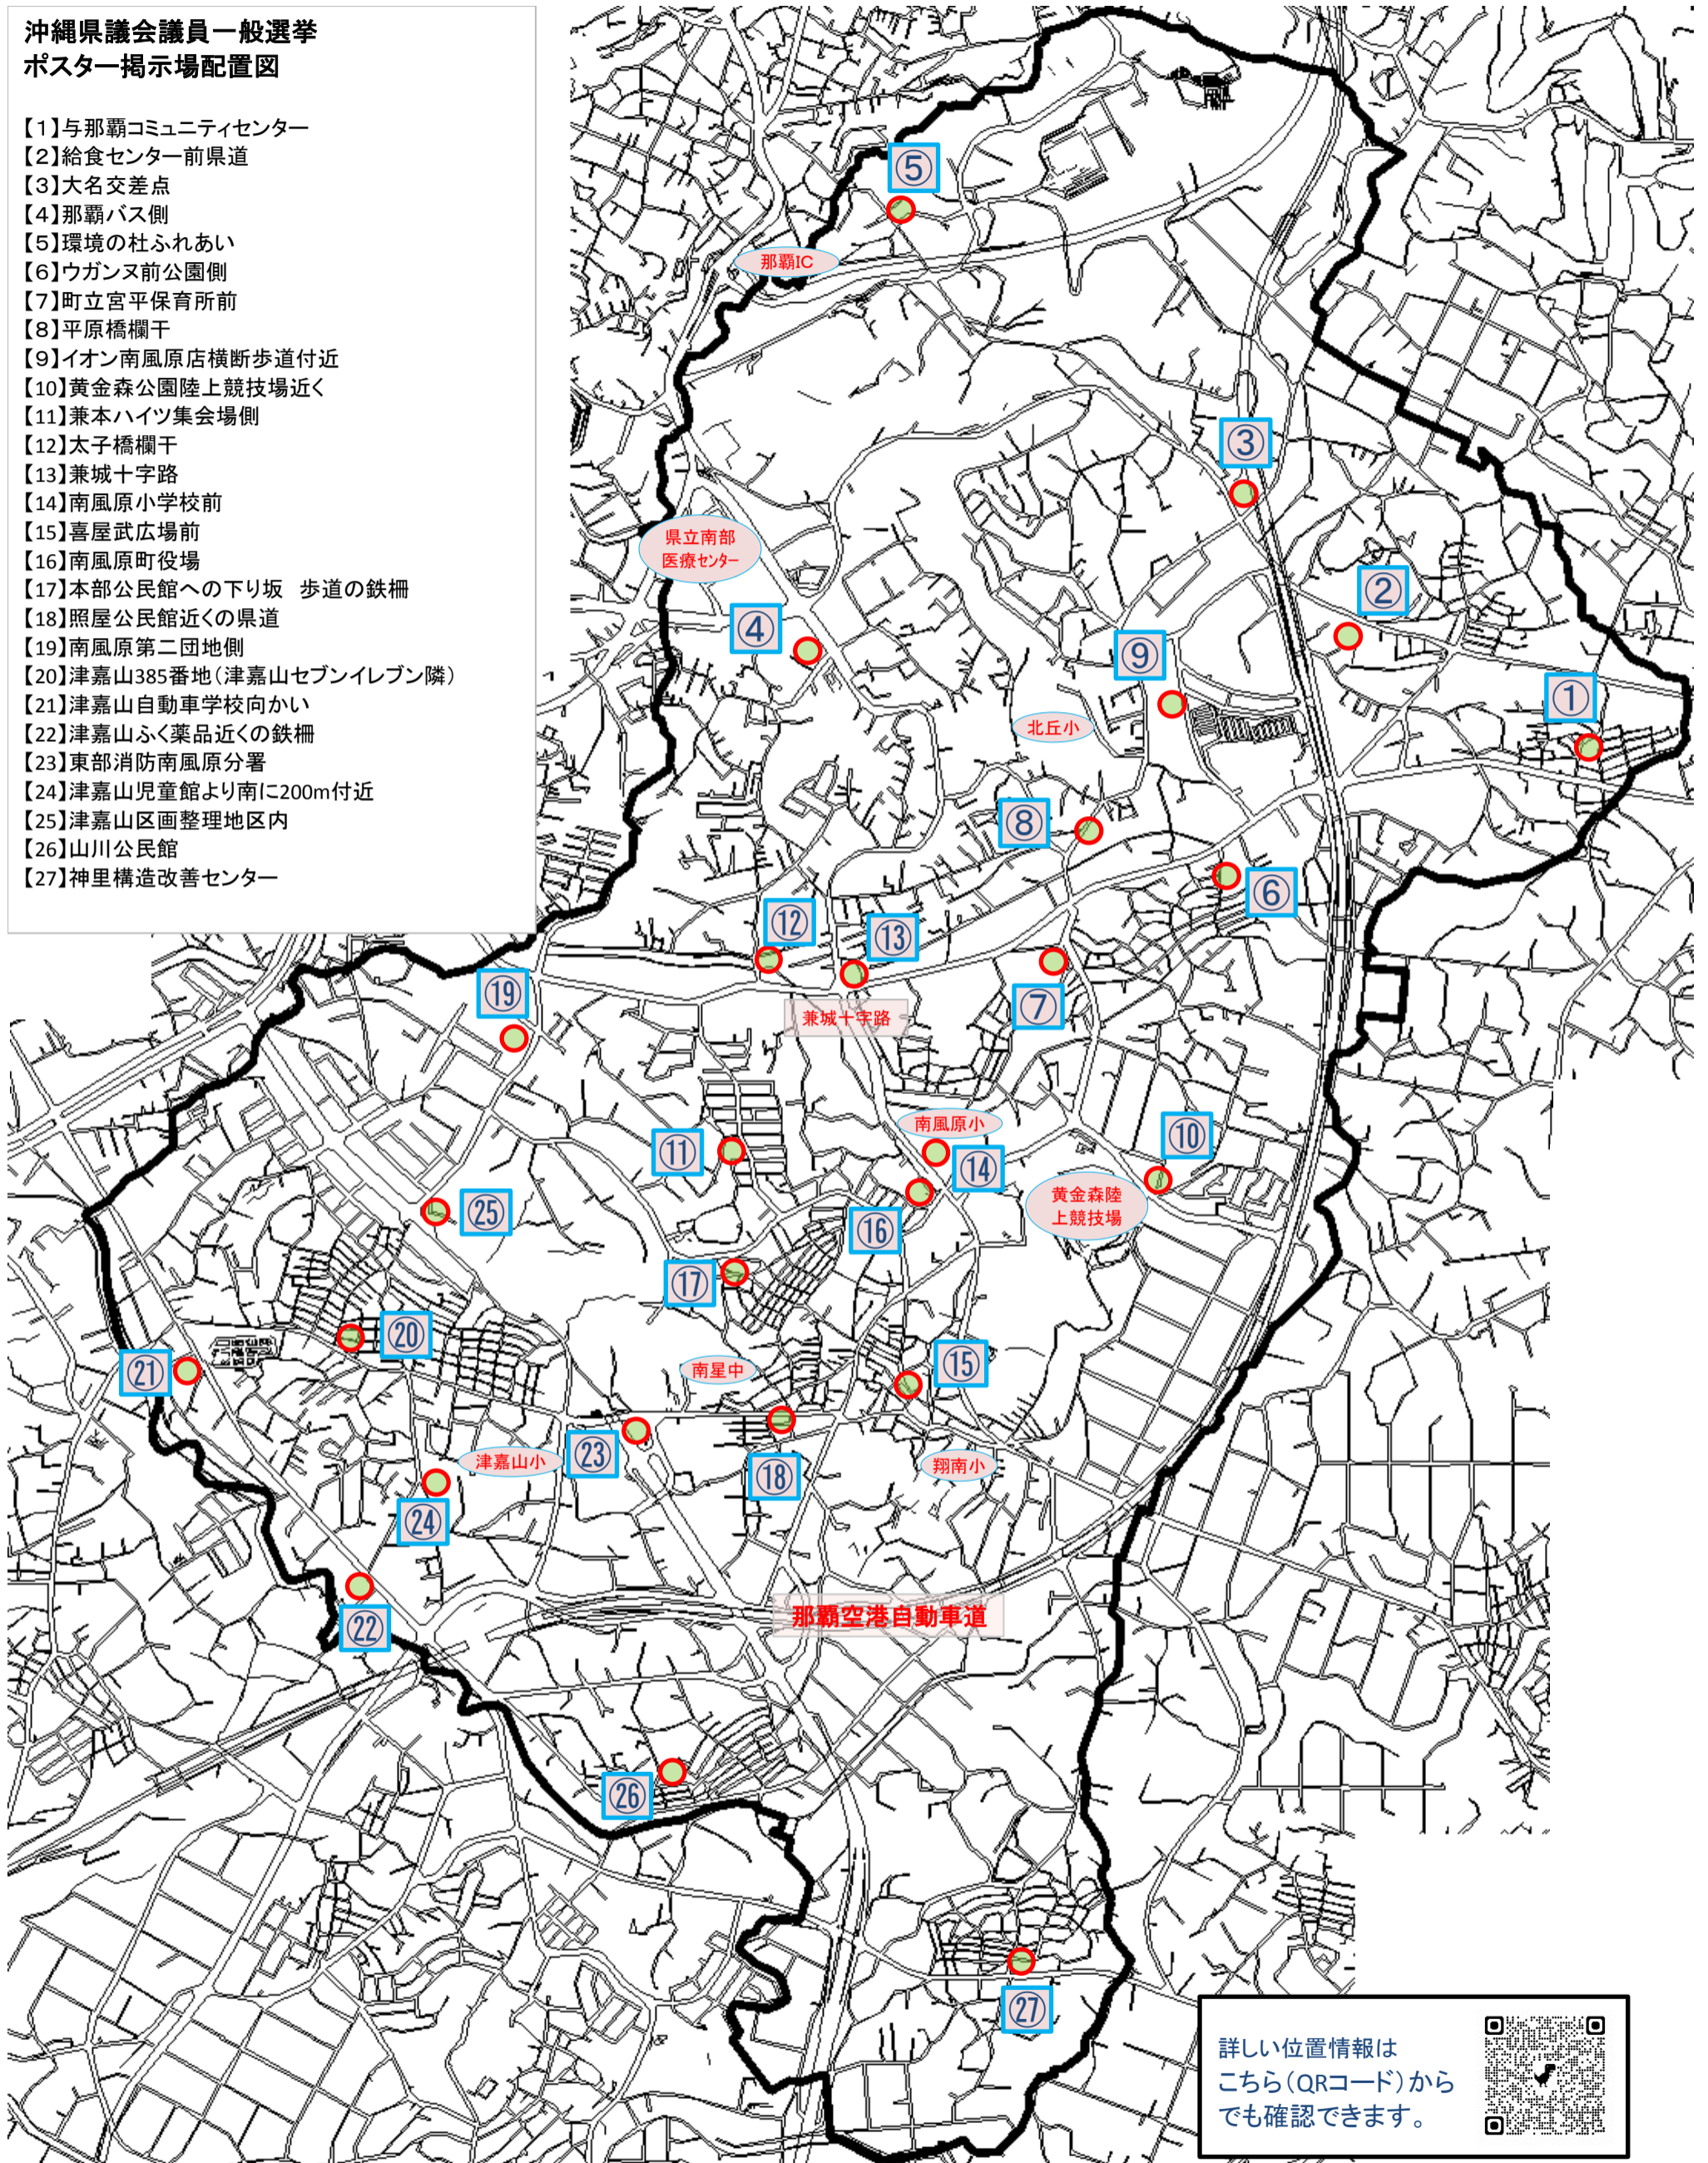 沖縄県議会議員一般選挙
ポスター掲示場配置図
【1】与那覇コミュニティセンター
【2】給食センター前県道
【3】大名交差点
【4】那覇バス側
【5】環境の杜ふれあい
【6】ウガンヌ前公園側
【7】町立宮平保育所前
【8】平原橋欄干
【9】イオン南風原店横断歩道付近
【10】黄金森公園陸上競技場近く
【11】兼本ハイツ集会場側
【12】太子橋欄干
【13】兼城十字路
【14】南風原小学校前
【15】喜屋武広場前
【16】南風原町役場
【17】本部公民館への下り坂　歩道の鉄柵
【18】照屋公民館近くの県道
【19】南風原第二団地側
【20】津嘉山385番地（津嘉山セブンイレブン隣）
【21】津嘉山自動車学校向かい
【22】津嘉山ふく薬品近くの鉄柵
【23】東部消防南風原分署
【24】津嘉山児童館より南に200m付近
【25】津嘉山区画整理地区内
【26】山川公民館
【27】神里構造改善センター
⑤
那覇IC
③
県立南部
医療センター
②
④
⑨
①
北丘小
⑧
⑥
⑫
⑬
⑲
⑦
兼城十字路
南風原小
⑩
⑪
⑭
黄金森陸
上競技場
㉕
⑯
⑰
⑳
㉑
南星中
⑮
㉓
津嘉山小
翔南小
⑱
㉔
那覇空港自動車道
㉒
㉖
㉗
詳しい位置情報は
こちら（QRコード）から
でも確認できます。